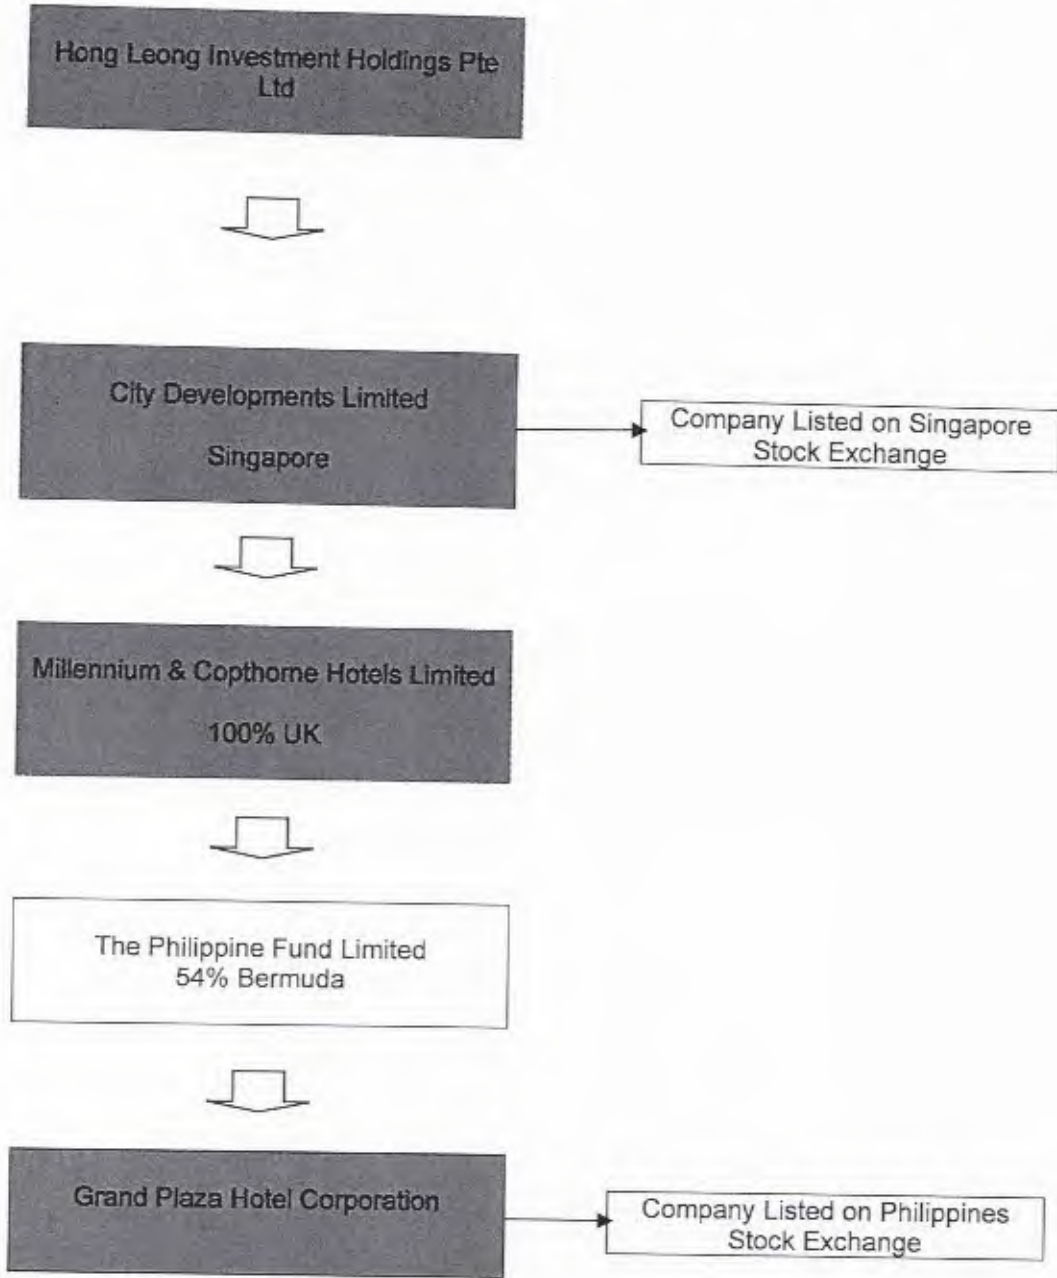 Hong Leong Investment Holdings Pte
Ltd
City Developments Limited
Singapore
Company Listed on Singapore
Stock Exchange
Millennium & Copthorne Hotels Limited
100% UK
The Philippine Fund Limited
54% Bermuda
Grand Plaza Hotel Corporation
Company Listed on Philippines
Stock Exchange